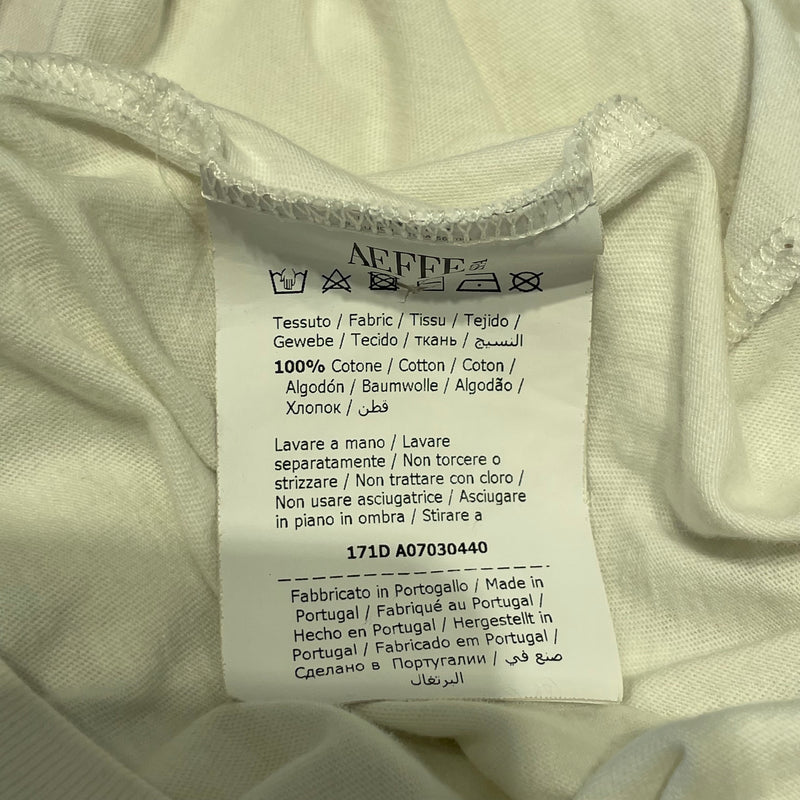 AEFFE
Tessuto / Fabric / Tissu / Tejido /
Gewebe / Tecido / ткань / النسيج
100% Cotone / Cotton / Coton /
Algodón / Baumwolle / Algodão /
Хлопок / قطن
Lavare a mano / Lavare
separatamente / Non torcere o
strizzare / Non trattare con cloro /
Non usare asciugatrice / Asciugare
in piano in ombra / Stirare a
171D A07030440
Fabbricato in Portogallo / Made in
Portugal / Fabriqué au Portugal /
Hecho en Portugal / Hergestellt in
Portugal / Fabricado em Portugal /
Сделано в Португалии / صنع في
البرتغال